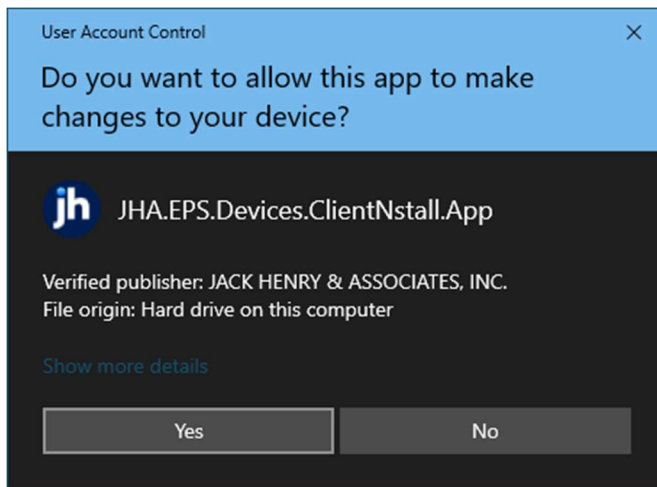 User Account Control
Do you want to allow this app to make
changes to your device?
jh
JHA.EPS.Devices.ClientNstall.App
Verified publisher: JACK HENRY & ASSOCIATES, INC.
File origin: Hard drive on this computer
Show more details
Yes
No